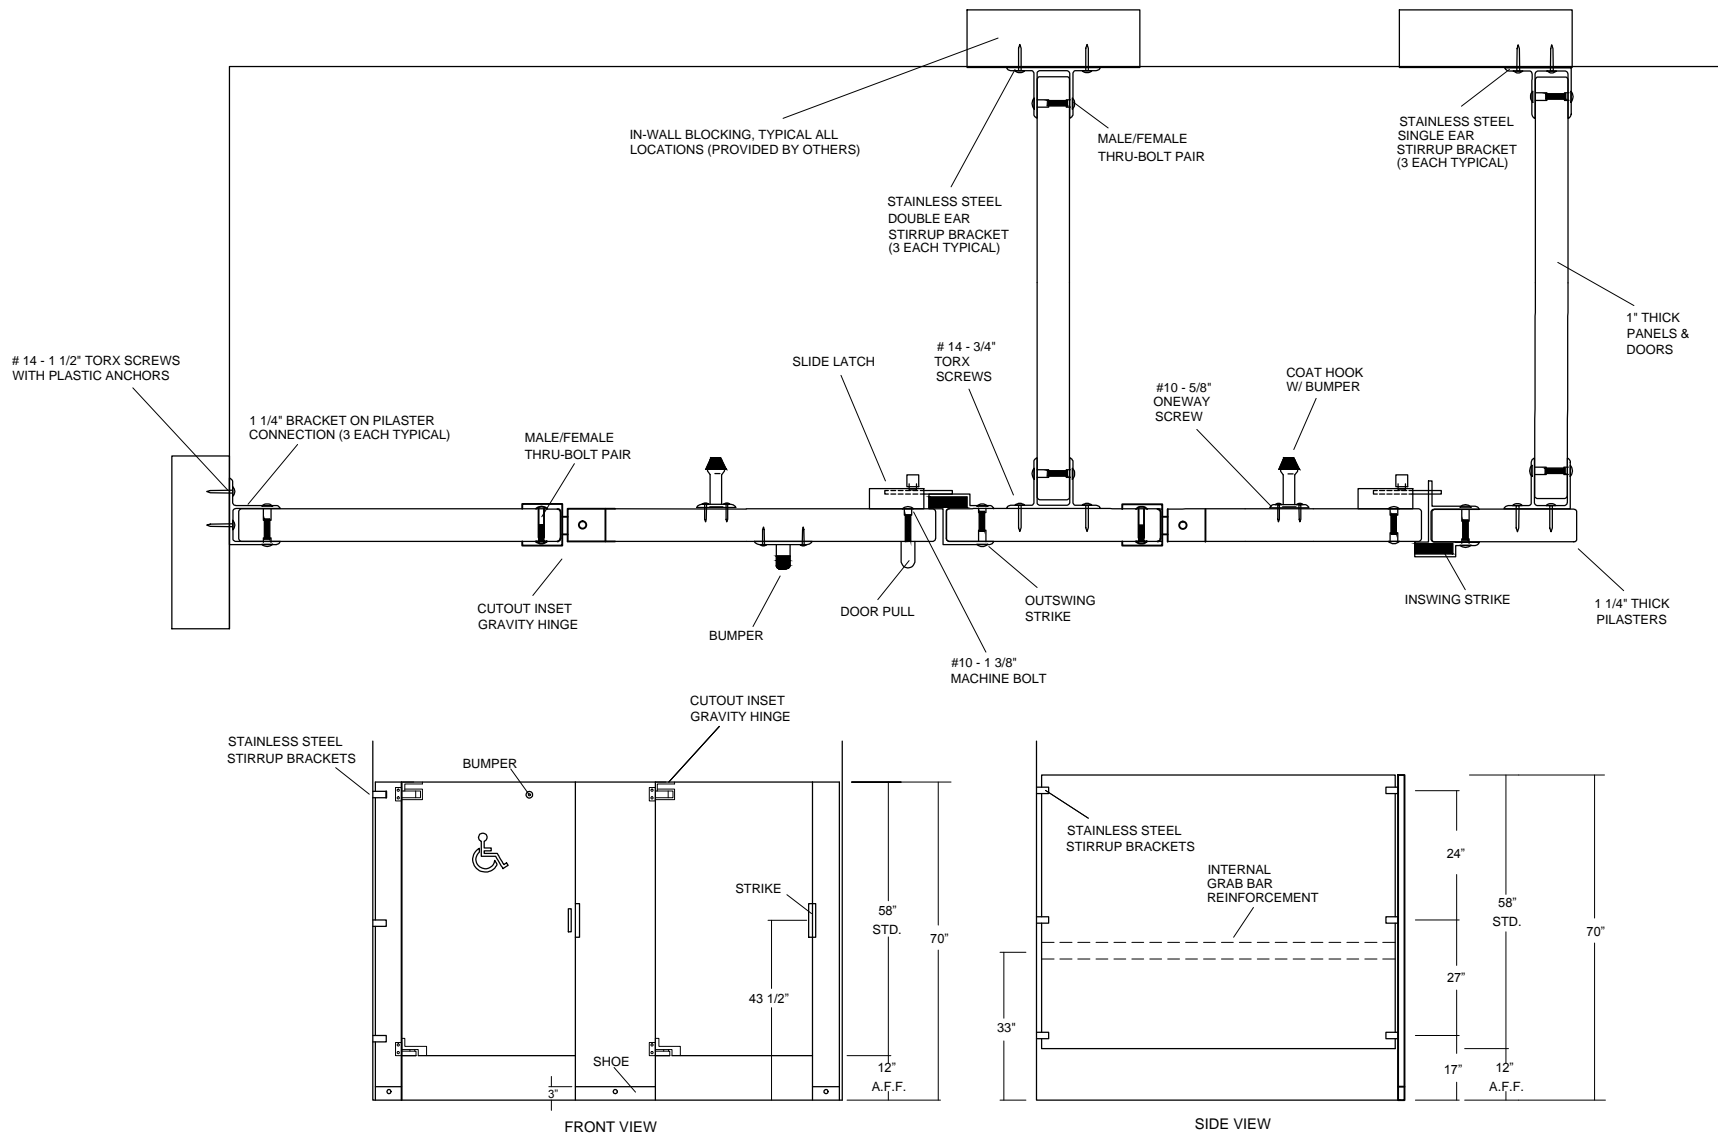 IN-WALL BLOCKING, TYPICAL ALL
LOCATIONS (PROVIDED BY OTHERS)
MALE/FEMALE
THRU-BOLT PAIR
STAINLESS STEEL
SINGLE EAR
STIRRUP BRACKET
(3 EACH TYPICAL)
STAINLESS STEEL
DOUBLE EAR
STIRRUP BRACKET
(3 EACH TYPICAL)
1" THICK
PANELS &
DOORS
# 14 - 1 1/2" TORX SCREWS
WITH PLASTIC ANCHORS
SLIDE LATCH
# 14 - 3/4"
TORX
SCREWS
#10 - 5/8"
ONEWAY
SCREW
COAT HOOK
W/ BUMPER
1 1/4" BRACKET ON PILASTER
CONNECTION (3 EACH TYPICAL)
MALE/FEMALE
THRU-BOLT PAIR
CUTOUT INSET
GRAVITY HINGE
BUMPER
DOOR PULL
OUTSWING
STRIKE
INSWING STRIKE
1 1/4" THICK
PILASTERS
#10 - 1 3/8"
MACHINE BOLT
CUTOUT INSET
GRAVITY HINGE
STAINLESS STEEL
STIRRUP BRACKETS
BUMPER
STRIKE
58”
STD.
70”
43 1/2”
SHOE
3”
12”
A.F.F.
FRONT VIEW
STAINLESS STEEL
STIRRUP BRACKETS
INTERNAL
GRAB BAR
REINFORCEMENT
24”
58”
STD.
70”
27”
33”
17”
12”
A.F.F.
SIDE VIEW